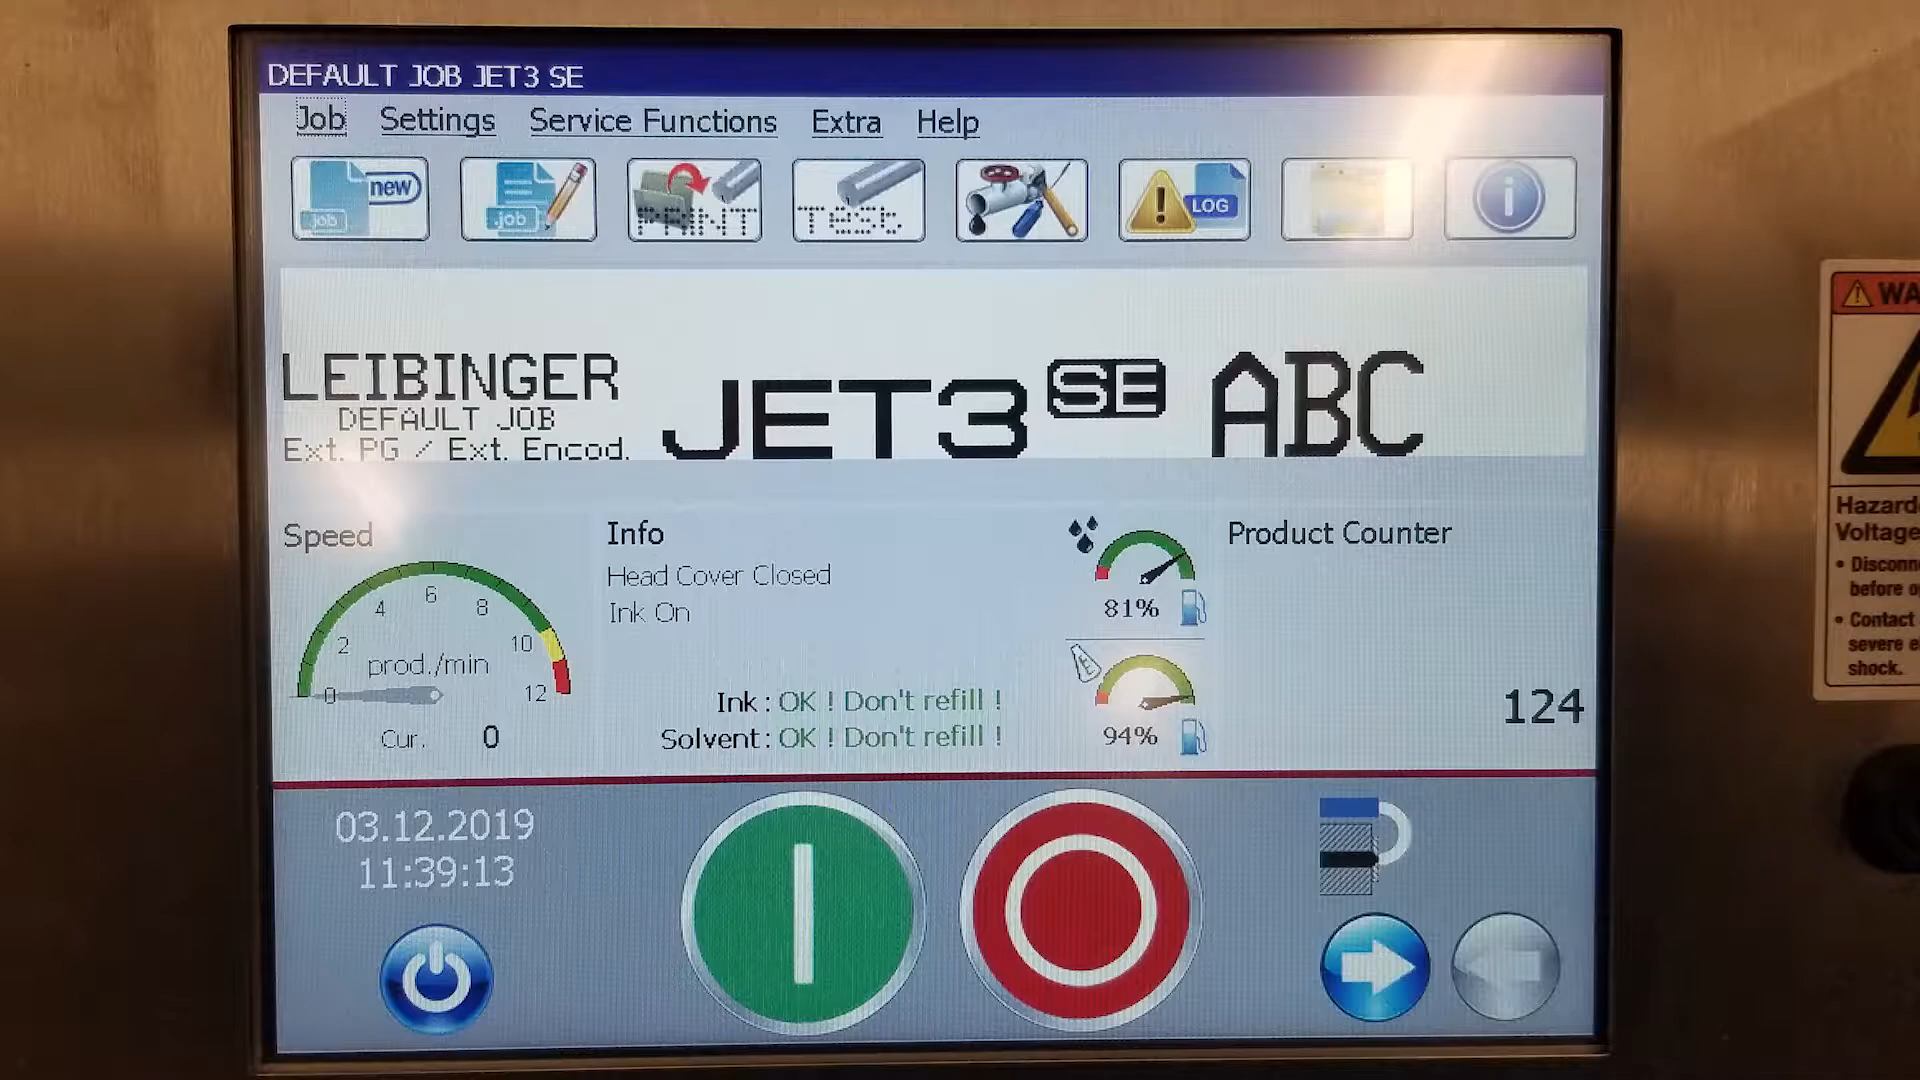 DEFAULT JOB JET3 SE
Job Settings Service Functions Extra Help
job new
.job
PRINT
Test
LOG
i
LEIBINGER
DEFAULT JOB
Ext. PG / Ext. Encod.
JET3 SE ABC
Speed
0 2 4 6 8 10 12
prod./min
Cur. 0
Info
Head Cover Closed
Ink On
Ink : OK ! Don't refill !
Solvent : OK ! Don't refill !
81%
E
94%
Product Counter
124
03.12.2019
11:39:13
Voltage
before
• Contact
severe
shock.